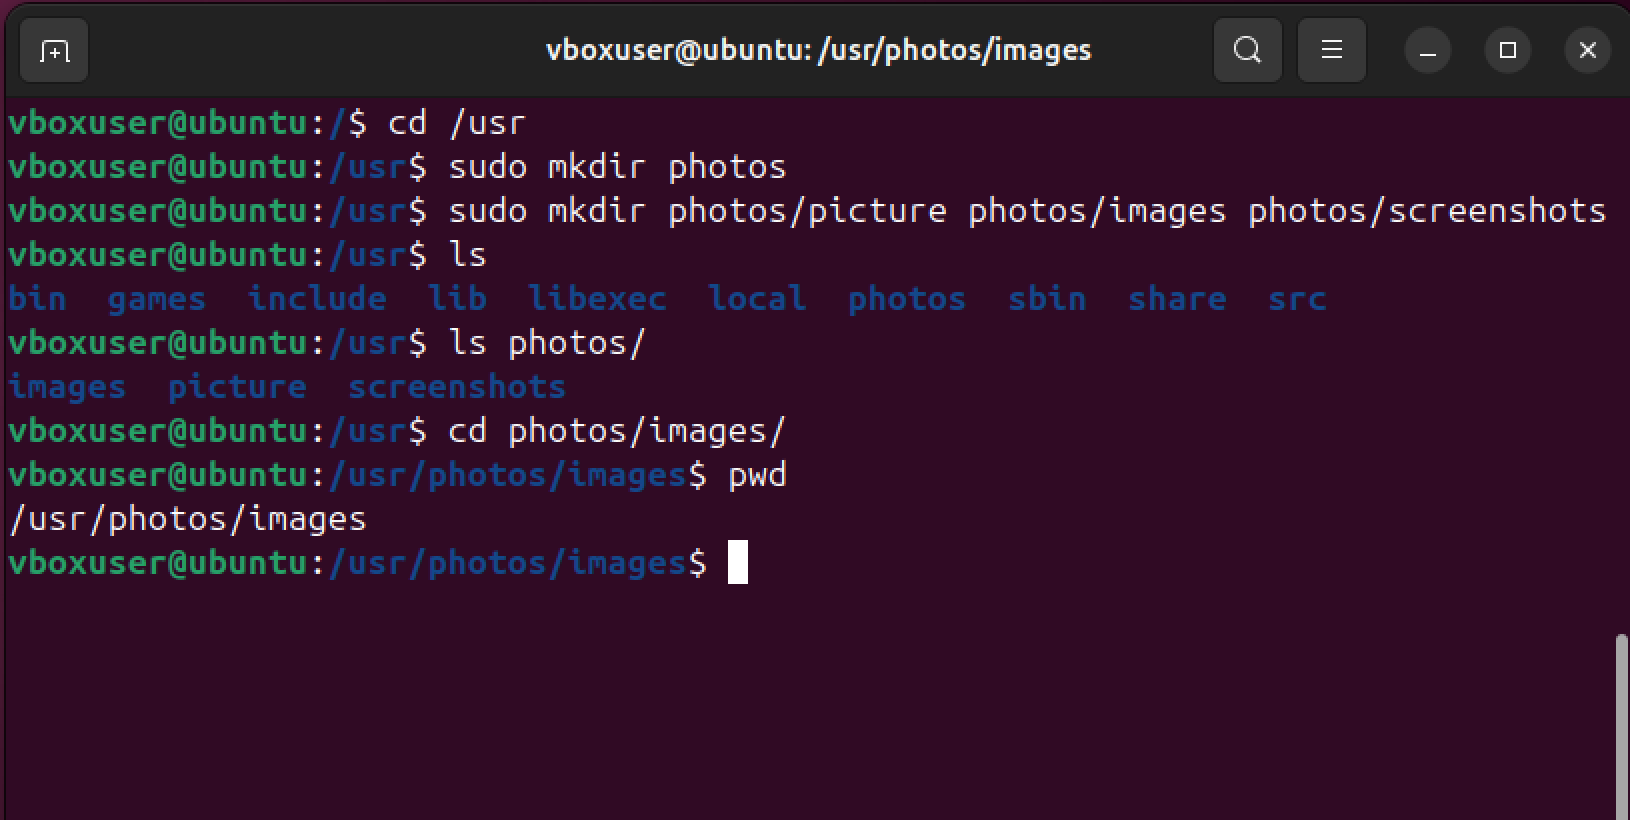 vboxuser@ubuntu: /usr/photos/images
vboxuser@ubuntu:/$ cd /usr
vboxuser@ubuntu:/usr$ sudo mkdir photos
vboxuser@ubuntu:/usr$ sudo mkdir photos/picture photos/images photos/screenshots
vboxuser@ubuntu:/usr$ ls
bin  games  include  lib  libexec  local  photos  sbin  share  src
vboxuser@ubuntu:/usr$ ls photos/
images  picture  screenshots
vboxuser@ubuntu:/usr$ cd photos/images/
vboxuser@ubuntu:/usr/photos/images$ pwd
/usr/photos/images
vboxuser@ubuntu:/usr/photos/images$